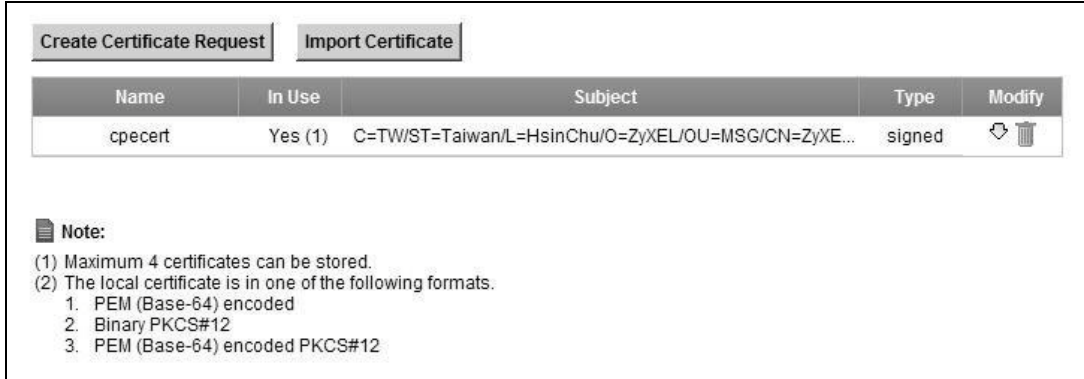 Create Certificate Request Import Certificate
Name In Use Subject Type Modify
cpecert Yes (1) C=TW/ST=Taiwan/L=HsinChu/O=ZyXEL/OU=MSG/CN=ZyXE... signed
Note:
(1) Maximum 4 certificates can be stored.
(2) The local certificate is in one of the following formats.
1. PEM (Base-64) encoded
2. Binary PKCS#12
3. PEM (Base-64) encoded PKCS#12